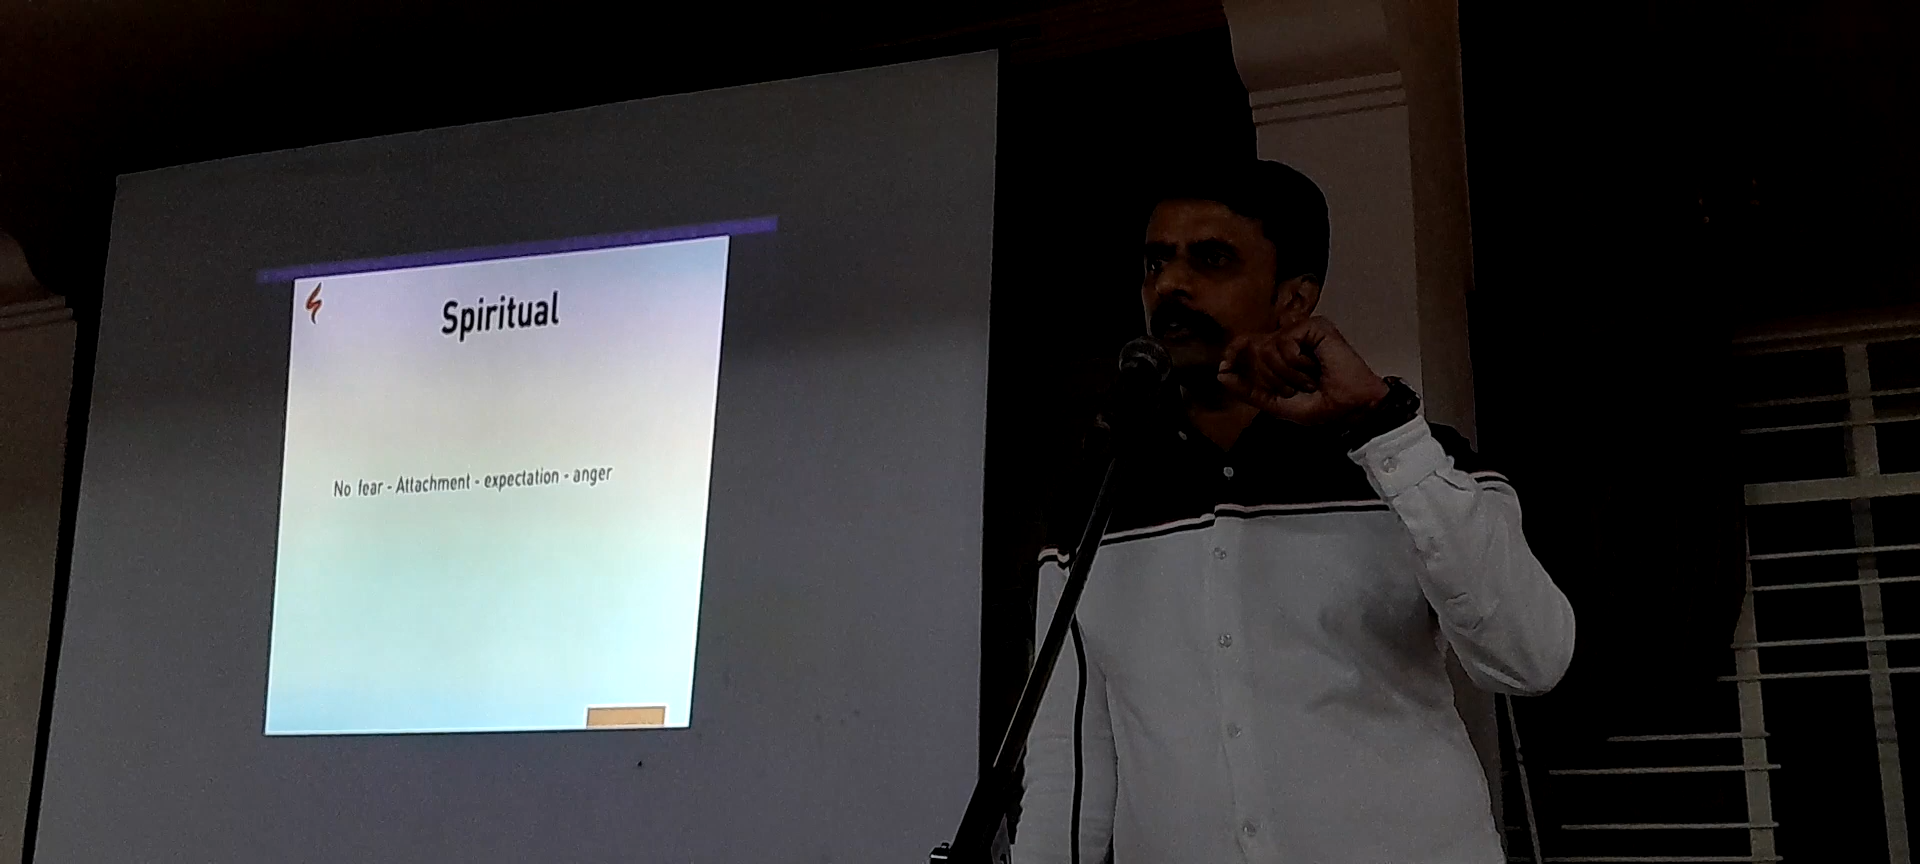 Spiritual
No fear - Attachment - expectation - anger